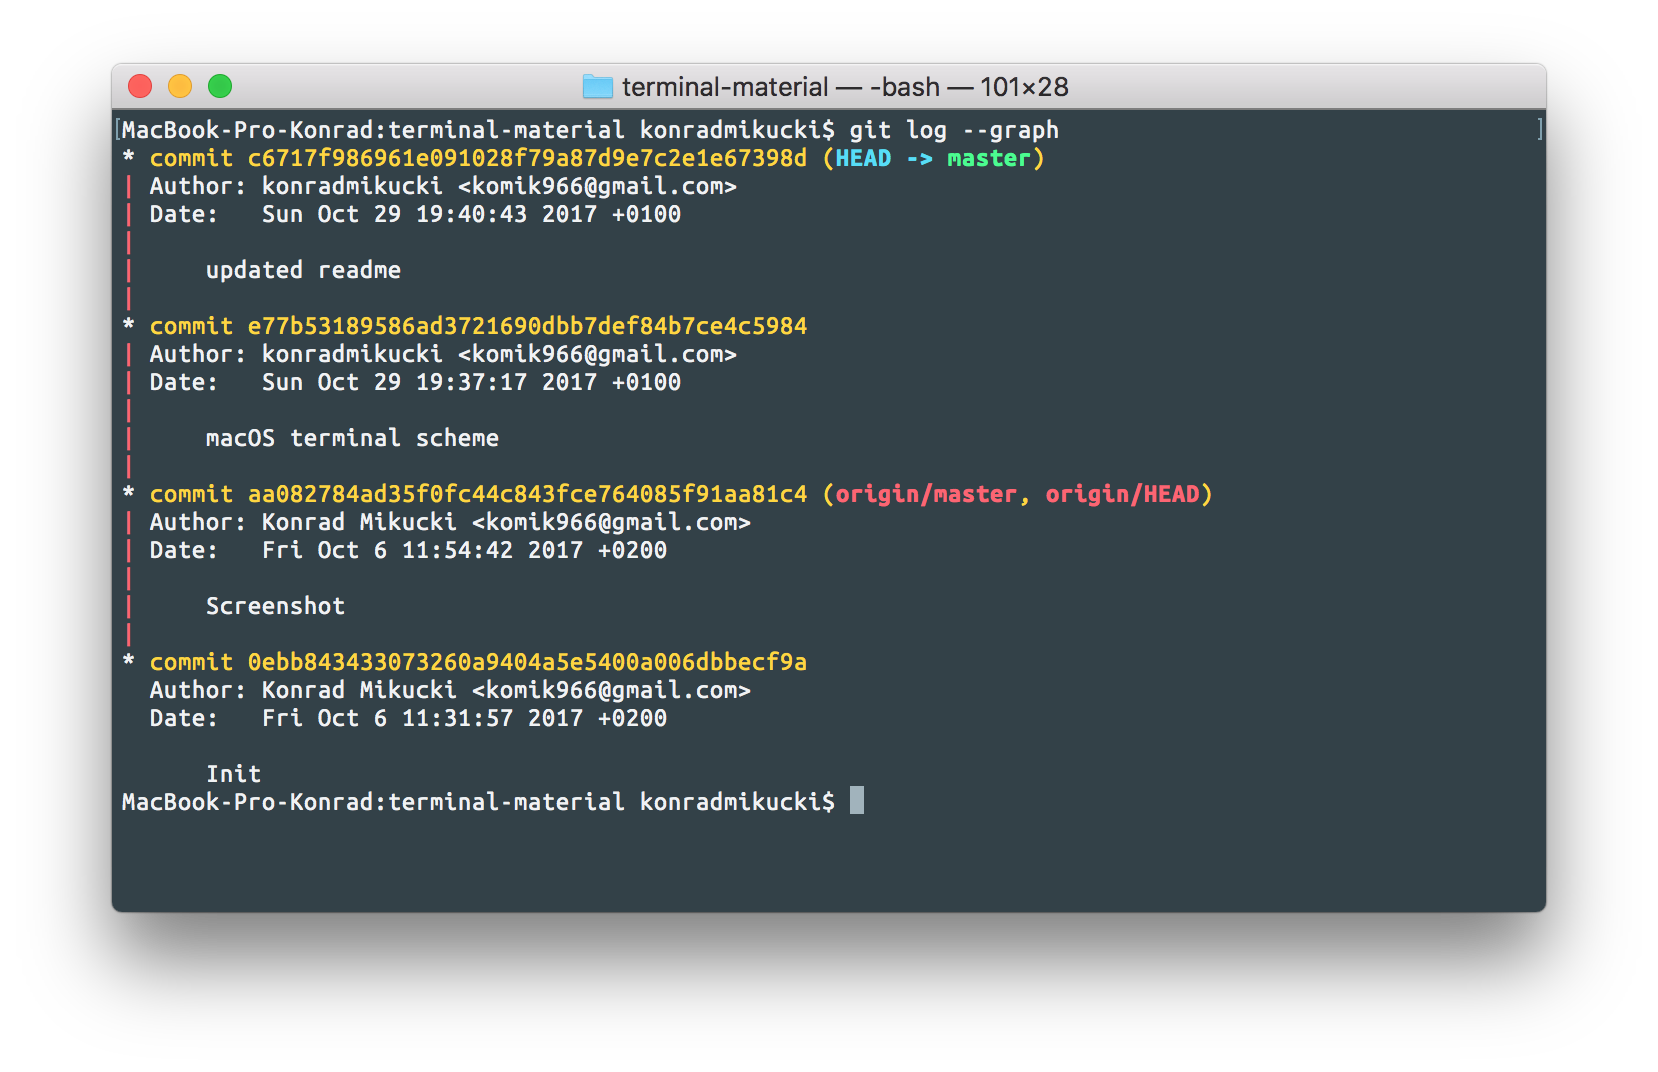 terminal-material — -bash — 101×28
[MacBook-Pro-Konrad:terminal-material konradmikucki$ git log --graph ]
* commit c6717f986961e091028f79a87d9e7c2e1e67398d (HEAD -> master)
| Author: konradmikucki <komik966@gmail.com>
| Date:   Sun Oct 29 19:40:43 2017 +0100
|
|     updated readme
|
* commit e77b53189586ad3721690dbb7def84b7ce4c5984
| Author: konradmikucki <komik966@gmail.com>
| Date:   Sun Oct 29 19:37:17 2017 +0100
|
|     macOS terminal scheme
|
* commit aa082784ad35f0fc44c843fce764085f91aa81c4 (origin/master, origin/HEAD)
| Author: Konrad Mikucki <komik966@gmail.com>
| Date:   Fri Oct 6 11:54:42 2017 +0200
|
|     Screenshot
|
* commit 0ebb843433073260a9404a5e5400a006dbbecf9a
  Author: Konrad Mikucki <komik966@gmail.com>
  Date:   Fri Oct 6 11:31:57 2017 +0200

      Init
MacBook-Pro-Konrad:terminal-material konradmikucki$